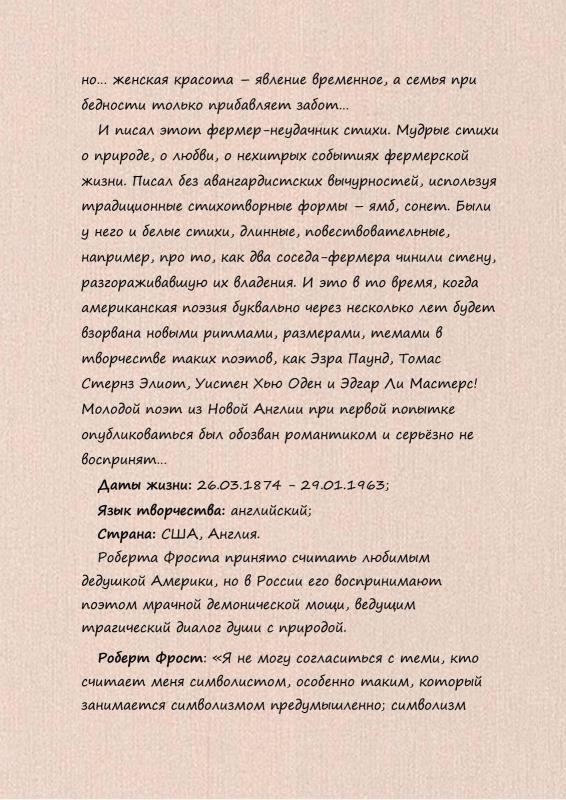 но... женская красота – явление временное, а семья при
бедности только прибавляет забот...
И писал этот фермер-неудачник стихи. Мудрые стихи
о природе, о любви, о нехитрых событиях фермерской
жизни. Писал без авангардистских вычурностей, используя
традиционные стихотворные формы – ямб, сонет. Были
у него и белые стихи, длинные, повествовательные,
например, про то, как два соседа-фермера чинили стену,
разгораживавшую их владения. И это в то время, когда
американская поэзия буквально через несколько лет будет
взорвана новыми ритмами, размерами, темами в
творчестве таких поэтов, как Эзра Паунд, Томас
Стернз Элиот, Уистен Хью Оден и Эдгар Ли Мастерс!
Молодой поэт из Новой Англии при первой попытке
опубликоваться был обозван романтиком и серьёзно не
воспринят...
Даты жизни: 26.03.1874 - 29.01.1963;
Язык творчества: английский;
Страна: США, Англия.
Роберта Фроста принято считать любимым
дедушкой Америки, но в России его воспринимают
поэтом мрачной демонической мощи, ведущим
трагический диалог души с природой.
Роберт Фрост: «Я не могу согласиться с теми, кто
считает меня символистом, особенно таким, который
занимается символизмом предумышленно; символизм